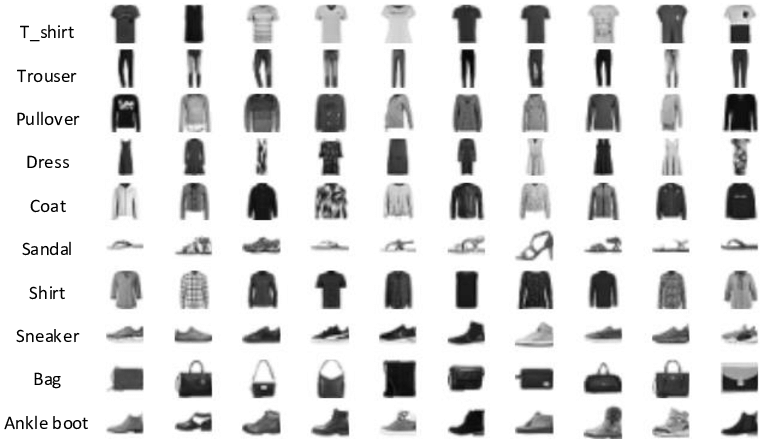 T_shirt
Trouser
Pullover
Dress
Coat
Sandal
Shirt
Sneaker
Bag
Ankle boot